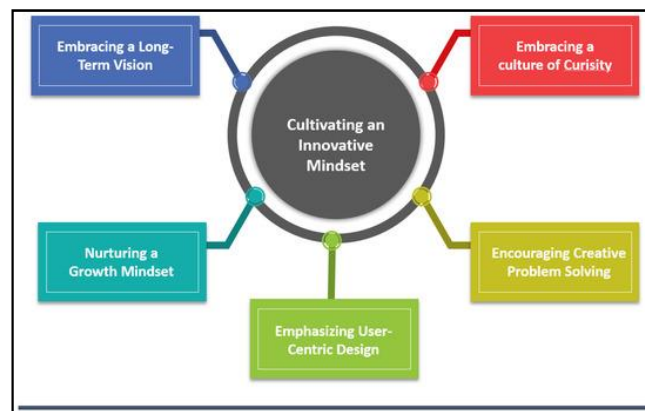 Embracing a Long-
Term Vision
Embracing a
culture of Curisity
Cultivating an
Innovative
Mindset
Nurturing a
Growth Mindset
Encouraging Creative
Problem Solving
Emphasizing User-
Centric Design